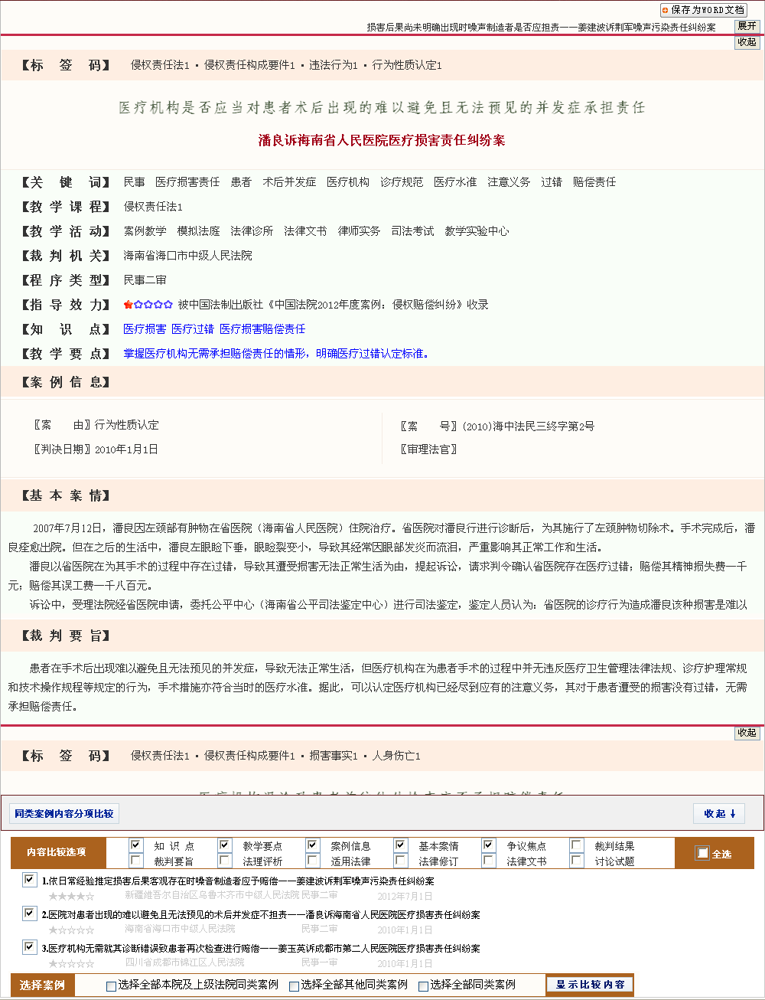 保存为WORD文档
损害后果尚未明确出现时噪声制造者是否应担责——姜建波诉荆军噪声污染责任纠纷案
展开
收起
【标 签 码】 侵权责任法1 · 侵权责任构成要件1 · 违法行为1 · 行为性质认定1
医疗机构是否应当对患者术后出现的难以避免且无法预见的并发症承担责任
潘良诉海南省人民医院医疗损害责任纠纷案
【关 键 词】 民事 医疗损害责任 患者 术后并发症 医疗机构 诊疗规范 医疗水准 注意义务 过错 赔偿责任
【教 学 课 程】 侵权责任法1
【教 学 活 动】 案例教学 模拟法庭 法律诊所 法律文书 律师实务 司法考试 教学实验中心
【裁 判 机 关】 海南省海口市中级人民法院
【程 序 类 型】 民事二审
【指 导 效 力】 ★☆☆☆☆ 被中国法制出版社《中国法院2012年度案例：侵权赔偿纠纷》收录
【知 识 点】 医疗损害 医疗过错 医疗损害赔偿责任
【教 学 要 点】 掌握医疗机构无需承担赔偿责任的情形，明确医疗过错认定标准。
【案 例 信 息】
〖案 由〗行为性质认定
〖案 号〗(2010)海中法民三终字第2号
〖判决日期〗2010年1月1日
〖审理法官〗
【基 本 案 情】
2007年7月12日，潘良因左颈部有肿物在省医院（海南省人民医院）住院治疗。省医院对潘良行进行诊断后，为其施行了左颈肿物切除术。手术完成后，潘
良痊愈出院。但在之后的生活中，潘良左眼睑下垂，眼睑裂变小，导致其经常因眼部发炎而流泪，严重影响其正常工作和生活。
潘良以省医院在为其手术的过程中存在过错，导致其遭受损害无法正常生活为由，提起诉讼，请求判令确认省医院存在医疗过错；赔偿其精神损失费一千
元；赔偿其误工费一千八百元。
诉讼中，受理法院经省医院申请，委托公平中心（海南省公平司法鉴定中心）进行司法鉴定，鉴定人员认为：省医院的诊疗行为造成潘良该种损害是难以
【裁 判 要 旨】
患者在手术后出现难以避免且无法预见的并发症，导致无法正常生活，但医疗机构在为患者手术的过程中并无违反医疗卫生管理法律法规、诊疗护理常规
和技术操作规程等规定的行为，手术措施亦符合当时的医疗水准。据此，可以认定医疗机构已经尽到应有的注意义务，其对于患者遭受的损害没有过错，无需
承担赔偿责任。
收起
【标 签 码】 侵权责任法1 · 侵权责任构成要件1 · 损害事实1 · 人身伤亡1
同类案例内容分项比较
收起↓
内容比较选项
知 识 点 教学要点 案例信息 基本案情 争议焦点 裁判结果
裁判要旨 法理评析 适用法律 法律修订 法律文书 讨论试题
全选
1.依日常经验推定损害后果客观存在时噪音制造者应予赔偿——姜建波诉荆军噪声污染责任纠纷案
★★★★☆ 新疆维吾尔自治区乌鲁木齐市中级人民法院 民事二审 2012年7月1日
2.医院对患者出现的难以避免且无法预见的术后并发症不担责——潘良诉海南省人民医院医疗损害责任纠纷案
★☆☆☆☆ 海南省海口市中级人民法院 民事二审 2010年1月1日
3.医疗机构无需就其诊断错误致患者再次检查进行赔偿——姜玉英诉成都市第二人民医院医疗损害责任纠纷案
★☆☆☆☆ 四川省成都市锦江区人民法院 民事一审 2010年1月1日
选择案例 选择全部本院及上级法院同类案例 选择全部其他同类案例 选择全部同类案例 显示比较内容